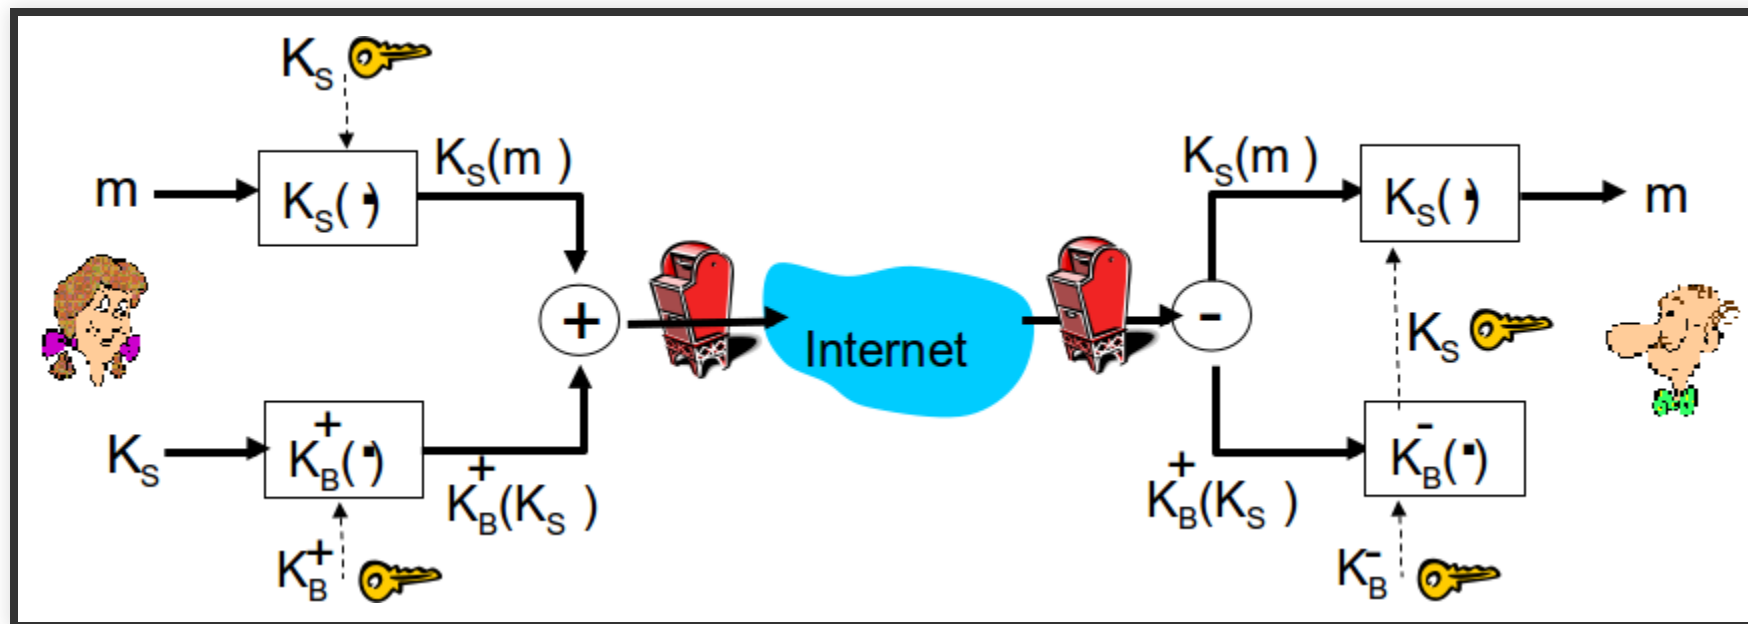 K_S
m
K_S(·)
K_S(m )
+
K_S
K_B^+(·)
K_B^+(K_S )
K_B^+
Internet
K_S(m )
K_S(·)
m
-
K_S
K_B^+(K_S )
K_B^-(·)
K_B^-